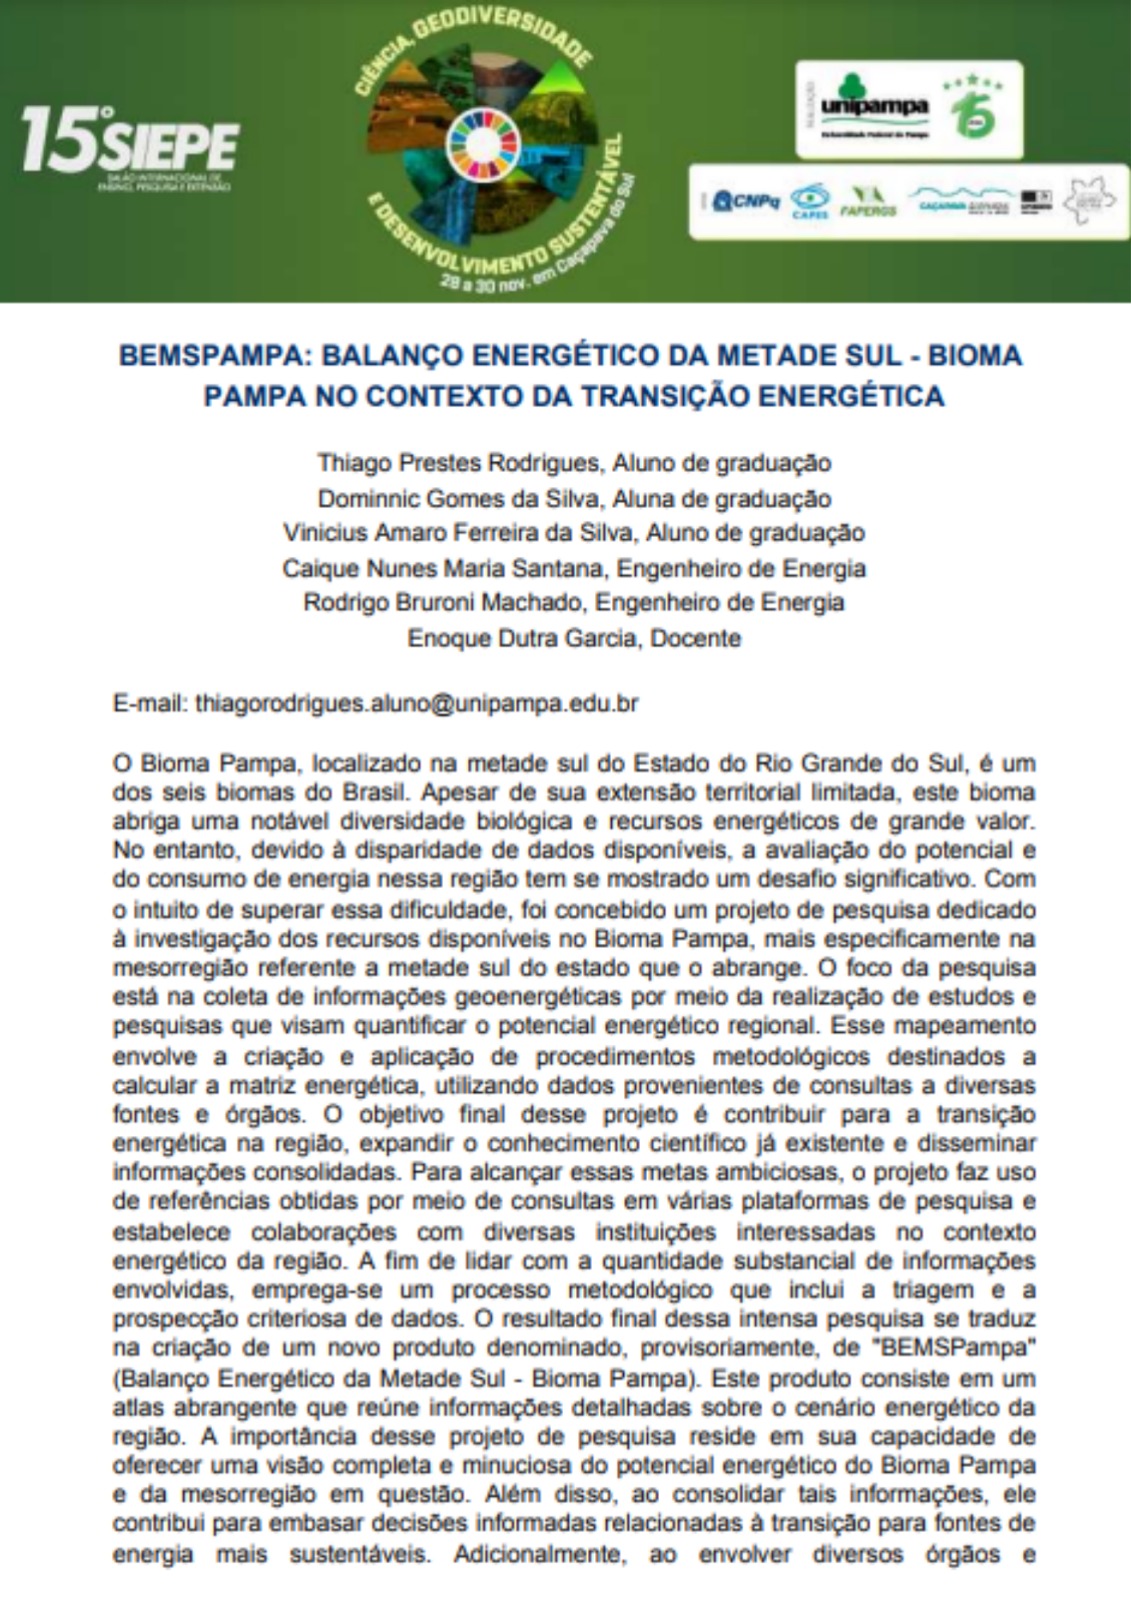 CIÊNCIA, GEODIVERSIDADE
E DESENVOLVIMENTO SUSTENTÁVEL
28 a 30 nov. em Caçapava do Sul
15º SIEPE
SALÃO INTERNACIONAL DE
ENSINO, PESQUISA E EXTENSÃO
REALIZAÇÃO
unipampa
Universidade Federal do Pampa
15
CNPq
CAPES
FAPERGS
BEMSPAMPA: BALANÇO ENERGÉTICO DA METADE SUL - BIOMA
PAMPA NO CONTEXTO DA TRANSIÇÃO ENERGÉTICA
Thiago Prestes Rodrigues, Aluno de graduação
Dominnic Gomes da Silva, Aluna de graduação
Vinicius Amaro Ferreira da Silva, Aluno de graduação
Caique Nunes Maria Santana, Engenheiro de Energia
Rodrigo Bruroni Machado, Engenheiro de Energia
Enoque Dutra Garcia, Docente
E-mail: thiagorodrigues.aluno@unipampa.edu.br
O Bioma Pampa, localizado na metade sul do Estado do Rio Grande do Sul, é um
dos seis biomas do Brasil. Apesar de sua extensão territorial limitada, este bioma
abriga uma notável diversidade biológica e recursos energéticos de grande valor.
No entanto, devido à disparidade de dados disponíveis, a avaliação do potencial e
do consumo de energia nessa região tem se mostrado um desafio significativo. Com
o intuito de superar essa dificuldade, foi concebido um projeto de pesquisa dedicado
à investigação dos recursos disponíveis no Bioma Pampa, mais especificamente na
mesorregião referente a metade sul do estado que o abrange. O foco da pesquisa
está na coleta de informações geoenergéticas por meio da realização de estudos e
pesquisas que visam quantificar o potencial energético regional. Esse mapeamento
envolve a criação e aplicação de procedimentos metodológicos destinados a
calcular a matriz energética, utilizando dados provenientes de consultas a diversas
fontes e órgãos. O objetivo final desse projeto é contribuir para a transição
energética na região, expandir o conhecimento científico já existente e disseminar
informações consolidadas. Para alcançar essas metas ambiciosas, o projeto faz uso
de referências obtidas por meio de consultas em várias plataformas de pesquisa e
estabelece colaborações com diversas instituições interessadas no contexto
energético da região. A fim de lidar com a quantidade substancial de informações
envolvidas, emprega-se um processo metodológico que inclui a triagem e a
prospecção criteriosa de dados. O resultado final dessa intensa pesquisa se traduz
na criação de um novo produto denominado, provisoriamente, de "BEMSPampa"
(Balanço Energético da Metade Sul - Bioma Pampa). Este produto consiste em um
atlas abrangente que reúne informações detalhadas sobre o cenário energético da
região. A importância desse projeto de pesquisa reside em sua capacidade de
oferecer uma visão completa e minuciosa do potencial energético do Bioma Pampa
e da mesorregião em questão. Além disso, ao consolidar tais informações, ele
contribui para embasar decisões informadas relacionadas à transição para fontes de
energia mais sustentáveis. Adicionalmente, ao envolver diversos órgãos e